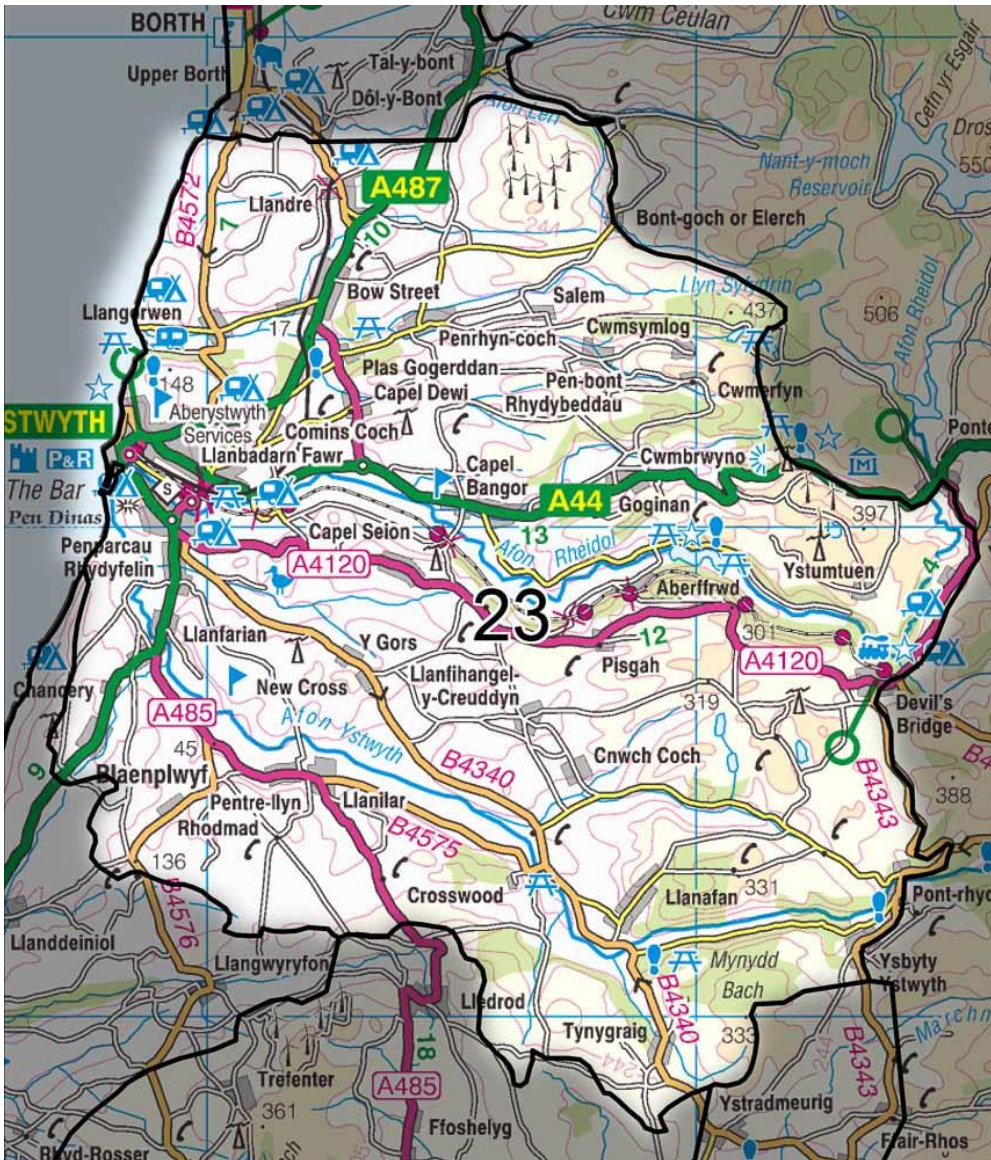 BORTH
Cwm Ceulan
Upper Borth
Tal-y-bont
Dôl-y-Bont
Afon Leri
Cefn yr Esgair
Nant-y-moch
Reservoir
550
B4572
7
Llandre
A487
10
244
Bont-goch or Elerch
Afon Rheidol
Bow Street
Llangorwen
17
Salem
Llyn Syfydrin
437
506
Penrhyn-coch
Cwmsymlog
148
Plas Gogerddan
Capel Dewi
Pen-bont
Rhydybeddau
Cwmerfyn
STWYTH
Aberystwyth
Services
Comins Coch
Llanbadarn Fawr
P&R
The Bar
Pen Dinas
S
Capel
Bangor
Cwmbrwyno
M
A44
Goginan
13
397
Penparcau
Rhydyfelin
Capel Seion
A4120
Afon Rheidol
Ystumtuen
4
Aberffrwd
23
12
301
Llanfarian
Y Gors
Pisgah
A4120
Chancery
New Cross
Llanfihangel-
y-Creuddyn
319
Devil's
Bridge
A485
Afon Ystwyth
9
45
Cnwch Coch
Blaenplwyf
B4340
B4343
Pentre-llyn
Llanilar
388
Rhodmad
B4575
136
B4576
Crosswood
Llanafan
331
Llanddeiniol
Llangwyryfon
Mynydd
Bach
Ysbyty
Ystwyth
Lledrod
B4340
Tynygraig
333
244
B4343
18
244
Trefenter
A485
361
Ystradmeurig
Ffoshelyg
Ffair-Rhos
Rhyd-Rosser